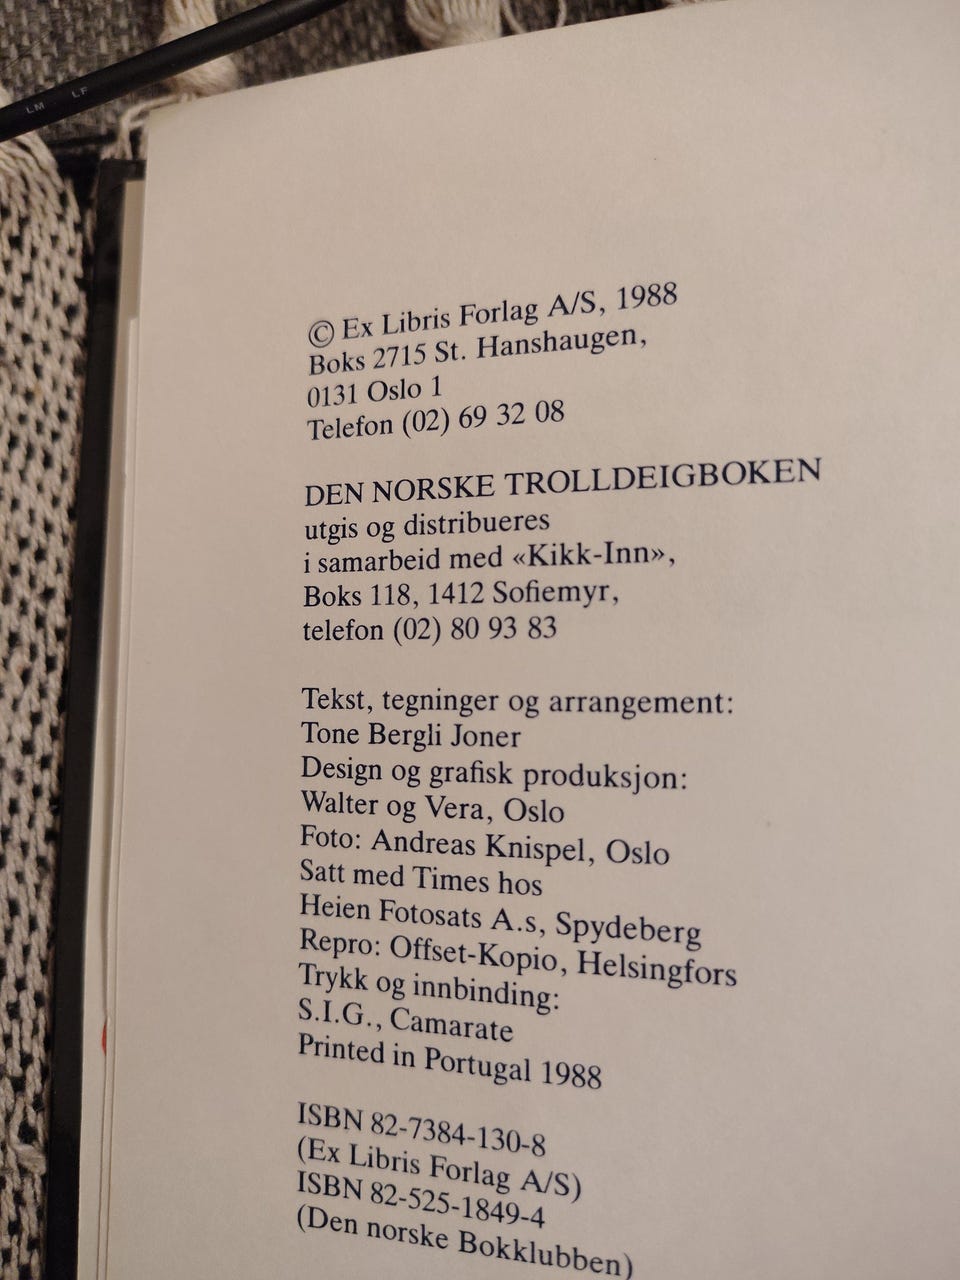 LM LF
© Ex Libris Forlag A/S, 1988
Boks 2715 St. Hanshaugen,
0131 Oslo 1
Telefon (02) 69 32 08
DEN NORSKE TROLLDEIGBOKEN
utgis og distribueres
i samarbeid med «Kikk-Inn»,
Boks 118, 1412 Sofiemyr,
telefon (02) 80 93 83
Tekst, tegninger og arrangement:
Tone Bergli Joner
Design og grafisk produksjon:
Walter og Vera, Oslo
Foto: Andreas Knispel, Oslo
Satt med Times hos
Heien Fotosats A.s, Spydeberg
Repro: Offset-Kopio, Helsingfors
Trykk og innbinding:
S.I.G., Camarate
Printed in Portugal 1988
ISBN 82-7384-130-8
(Ex Libris Forlag A/S)
ISBN 82-525-1849-4
(Den norske Bokklubben)